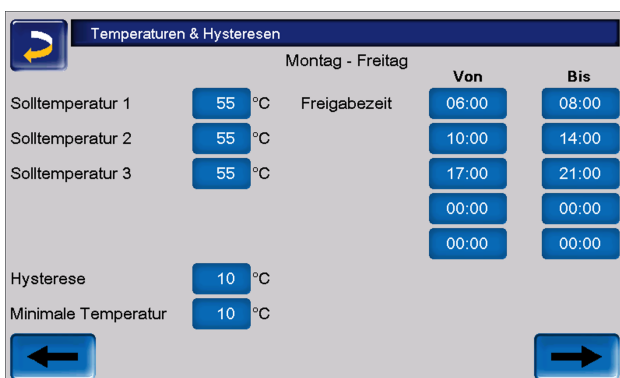 Temperaturen & Hysteresen
Montag - Freitag
Von Bis
Solltemperatur 1 55 °C Freigabezeit 06:00 08:00
Solltemperatur 2 55 °C 10:00 14:00
Solltemperatur 3 55 °C 17:00 21:00
00:00 00:00
00:00 00:00
Hysterese 10 °C
Minimale Temperatur 10 °C